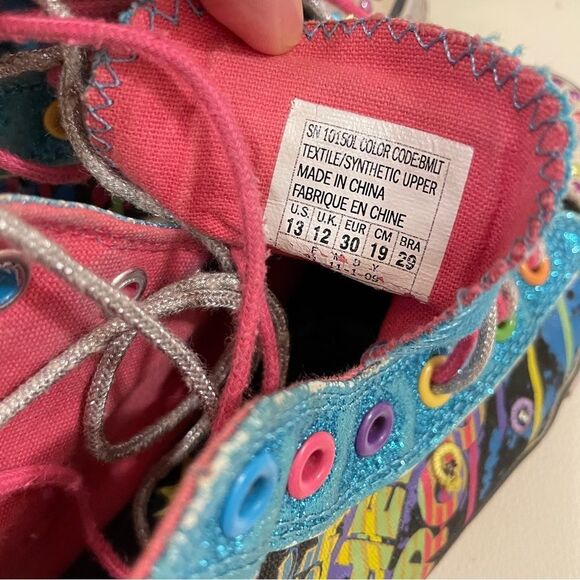 SN 10150L COLOR CODE:BMLT
TEXTILE/SYNTHETIC UPPER
MADE IN CHINA
FABRIQUE EN CHINE
U.S. U.K. EUR CM BRA
13 12 30 19 29
11-1-09